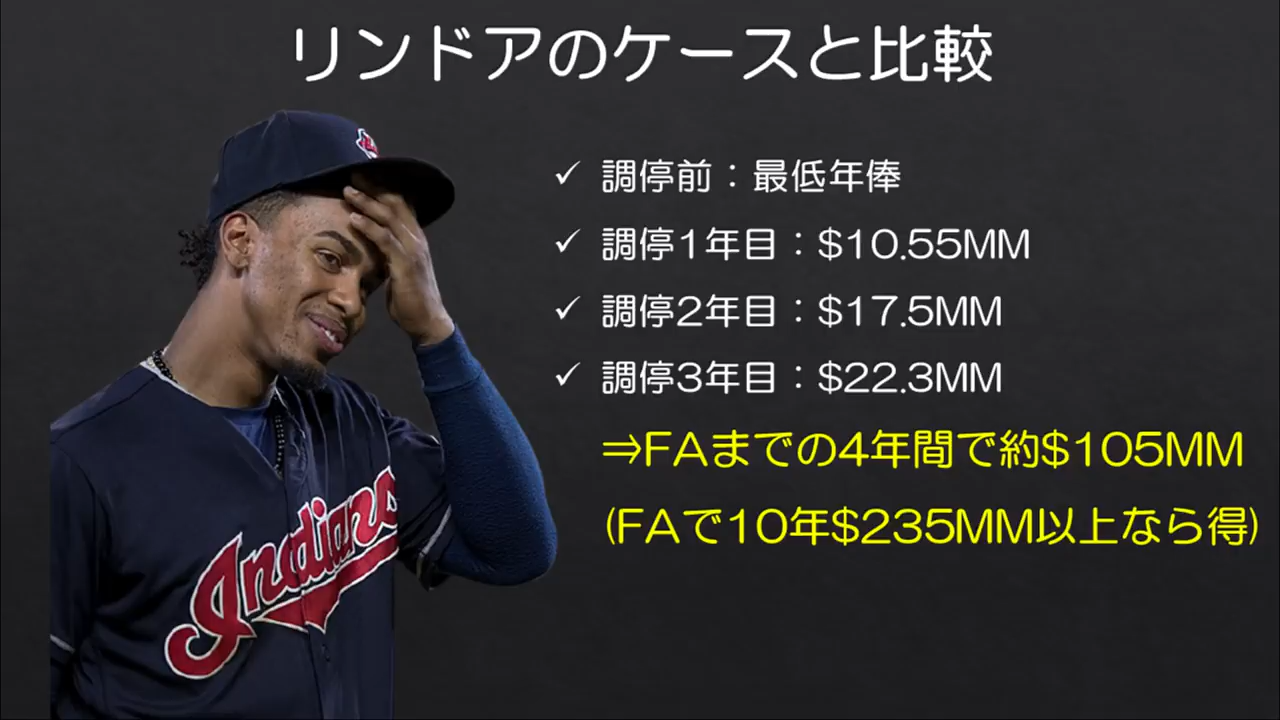 リンドアのケースと比較
✓ 調停前：最低年俸
✓ 調停1年目：$10.55MM
✓ 調停2年目：$17.5MM
✓ 調停3年目：$22.3MM
⇒FAまでの4年間で約$105MM
(FAで10年$235MM以上なら得)
Indians